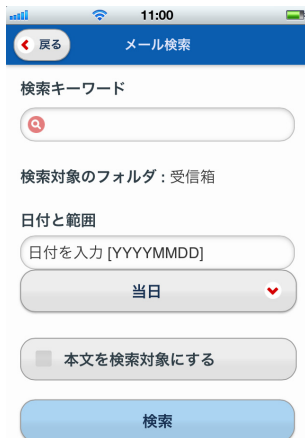 11:00
戻る
メール検索
検索キーワード
検索対象のフォルダ : 受信箱
日付と範囲
日付を入力 [YYYYMMDD]
当日
本文を検索対象にする
検索